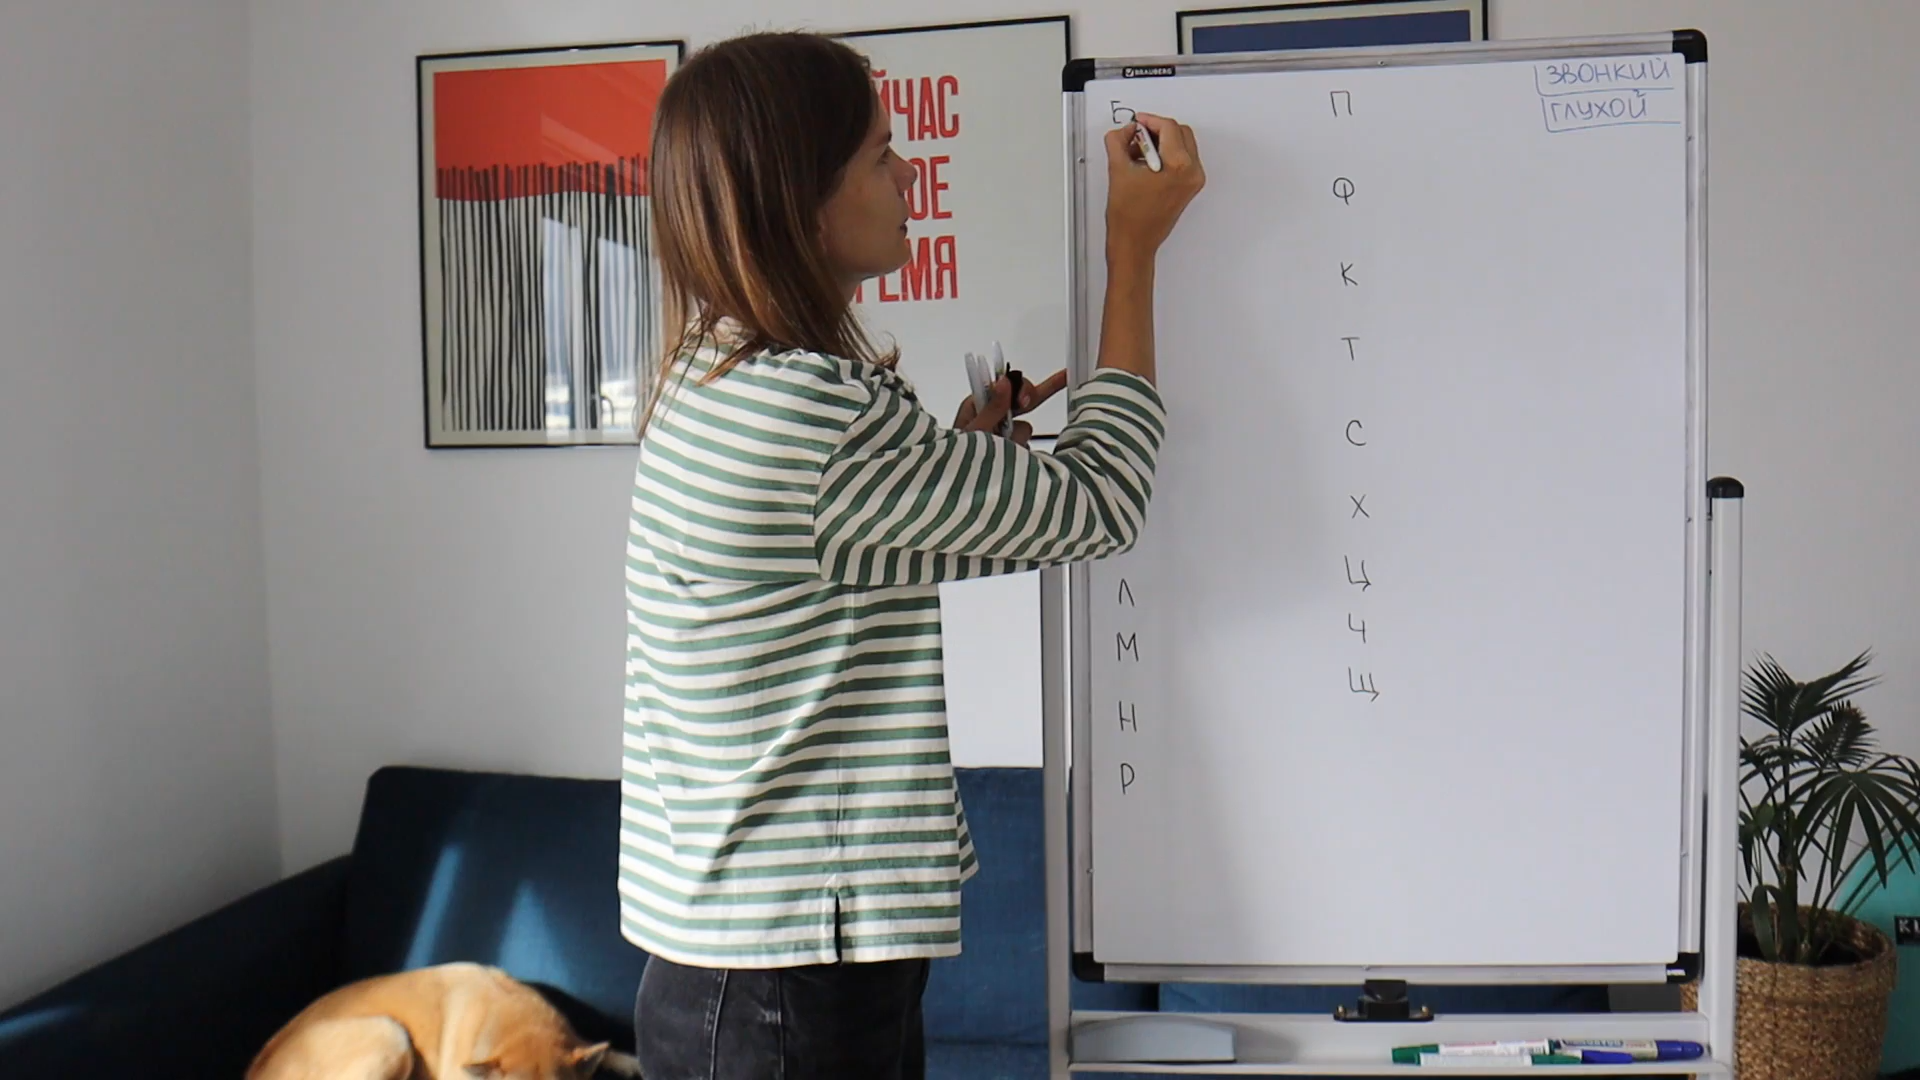 ЙЧАС
ОЕ
ЕМЯ
BRAUBERG
ЗВОНКИЙ
ГЛУХОЙ
Б
П
Ф
К
Т
С
Х
Ц
Ч
Щ
Л
М
Н
Р